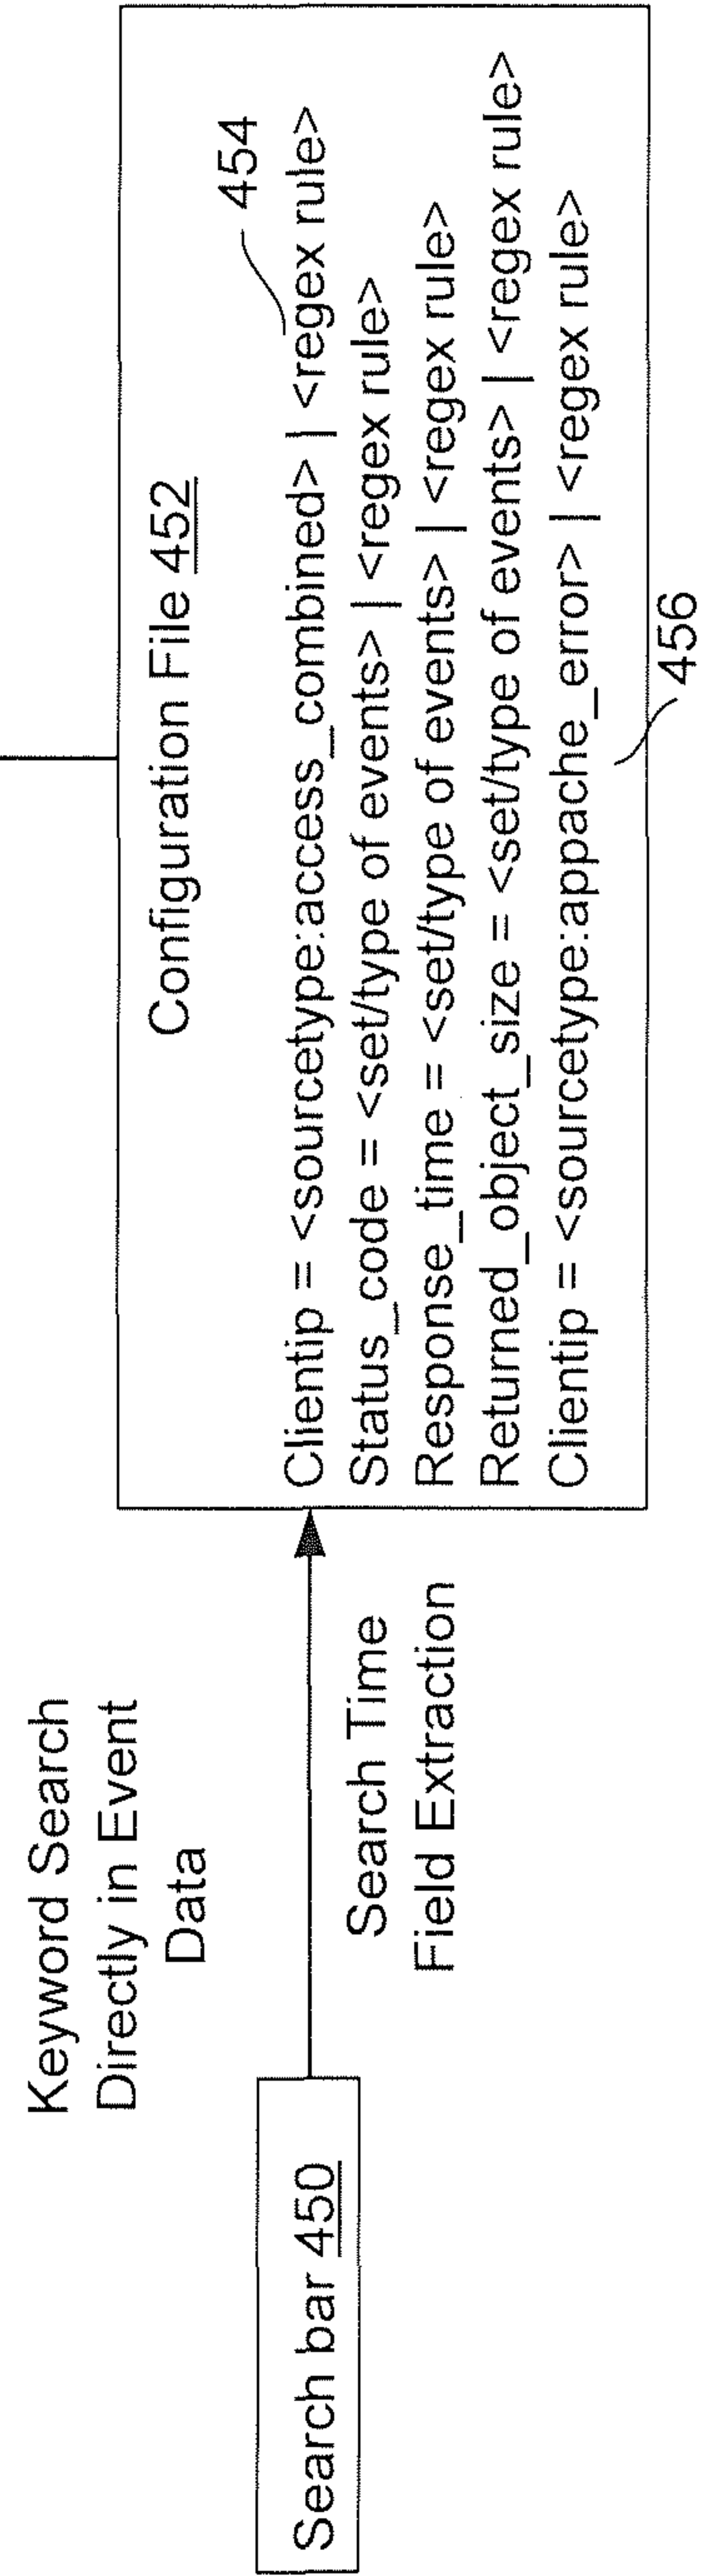 Keyword Search
Directly in Event
Data
Search bar 450
Search Time
Field Extraction
Configuration File 452
454
Clientip = <sourcetype:access_combined> | <regex rule>
Status_code = <set/type of events> | <regex rule>
Response_time = <set/type of events> | <regex rule>
Returned_object_size = <set/type of events> | <regex rule>
Clientip = <sourcetype:appache_error> | <regex rule>
456